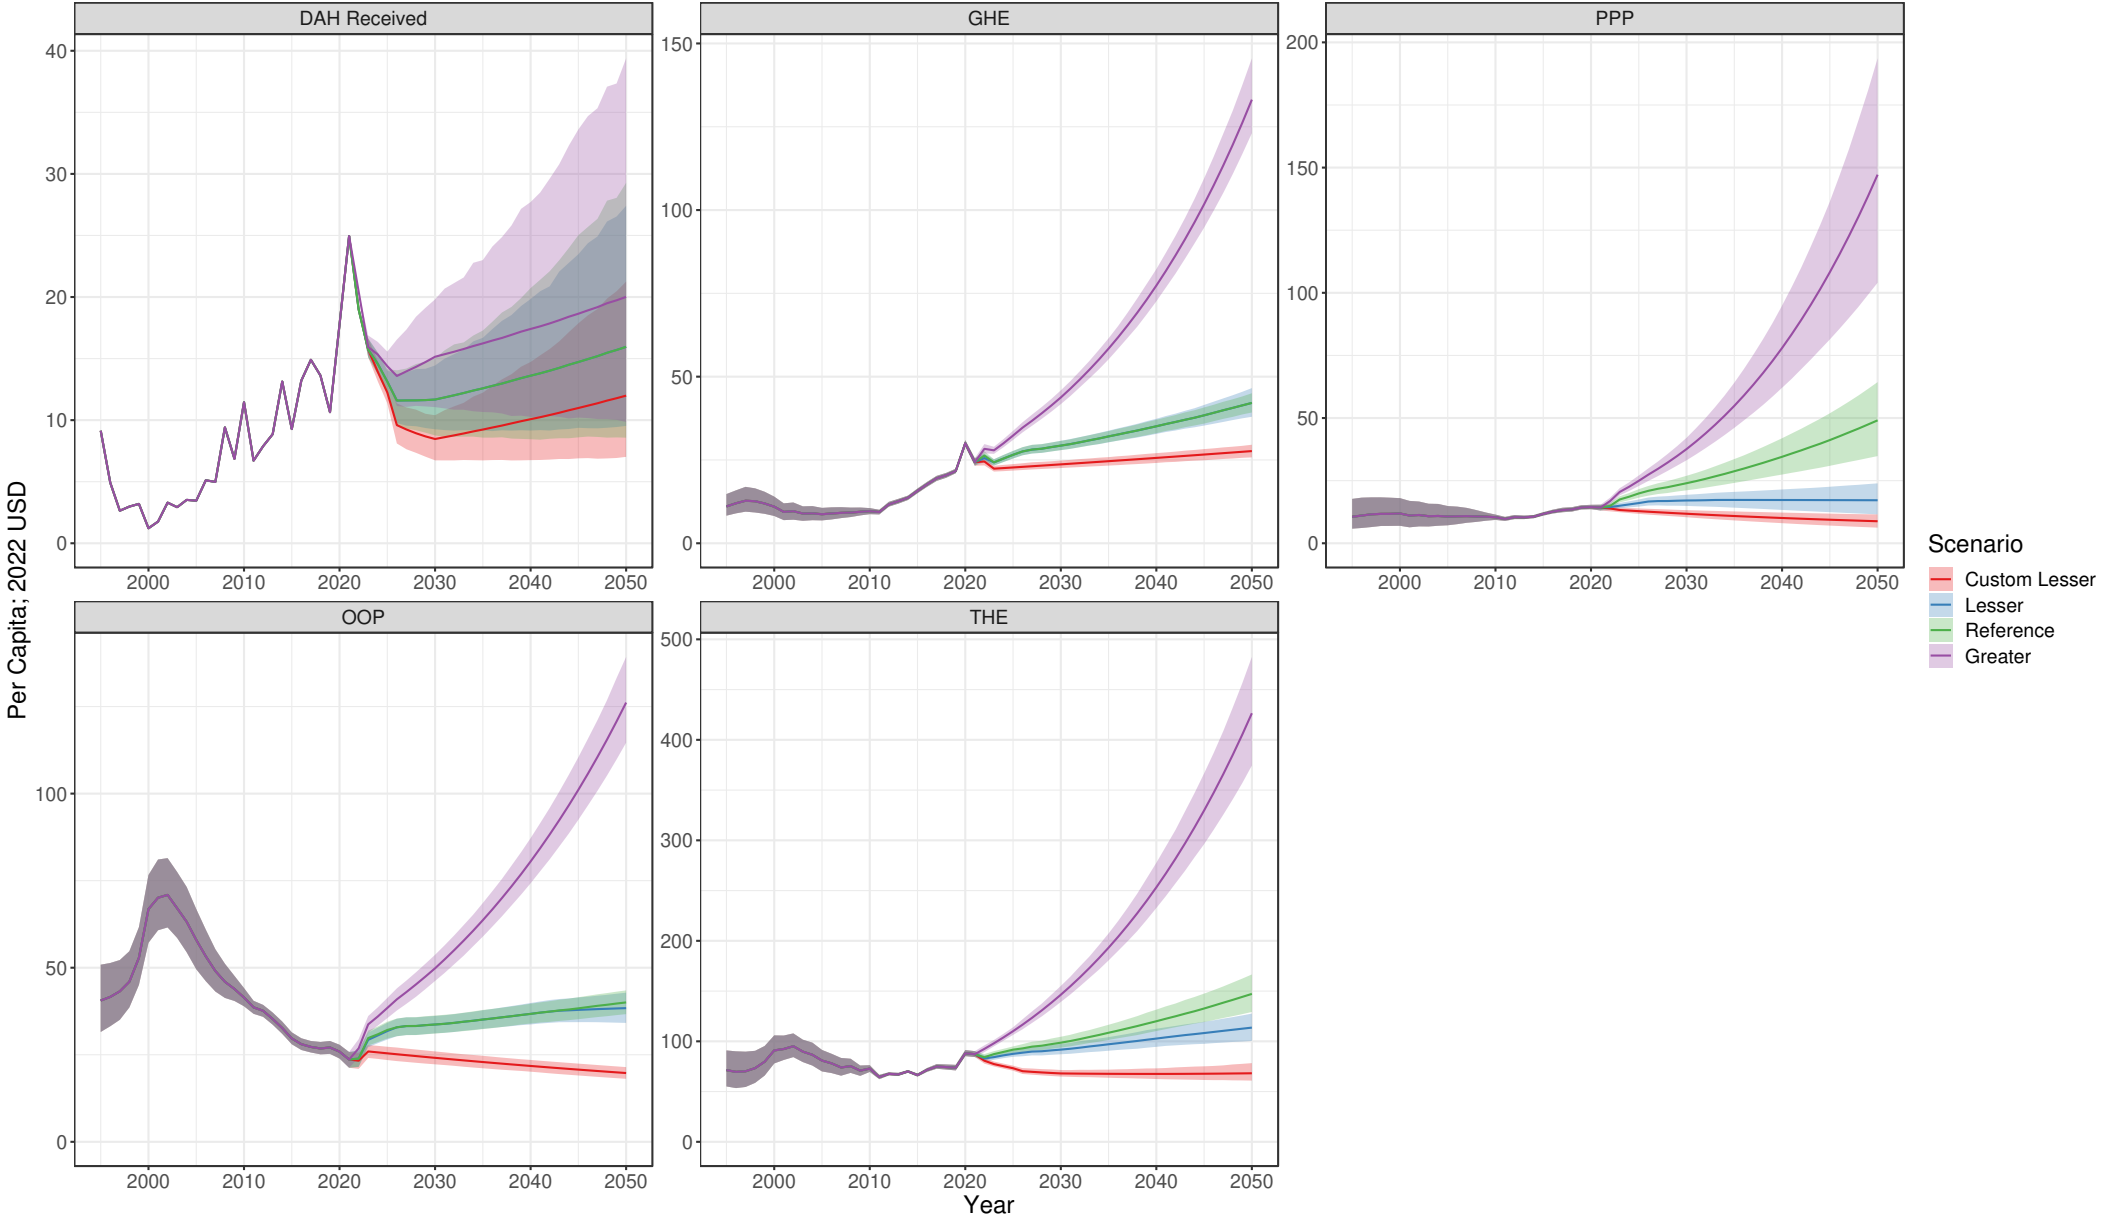 DAH Received
GHE
PPP
40
30
20
10
0
150
100
50
0
200
150
100
50
0
2000 2010 2020 2030 2040 2050
2000 2010 2020 2030 2040 2050
2000 2010 2020 2030 2040 2050
Per Capita; 2022 USD
OOP
THE
100
50
0
500
400
300
200
100
0
2000 2010 2020 2030 2040 2050
2000 2010 2020 2030 2040 2050
Year
Scenario
Custom Lesser
Lesser
Reference
Greater